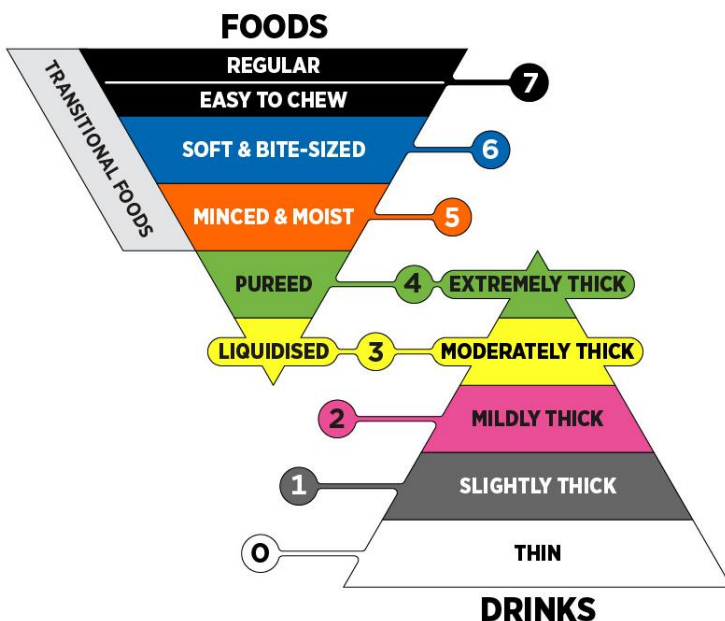 FOODS
REGULAR
7
EASY TO CHEW
TRANSITIONAL FOODS
SOFT & BITE-SIZED
6
MINCED & MOIST
5
PUREED
4
EXTREMELY THICK
LIQUIDISED
3
MODERATELY THICK
2
MILDLY THICK
1
SLIGHTLY THICK
0
THIN
DRINKS